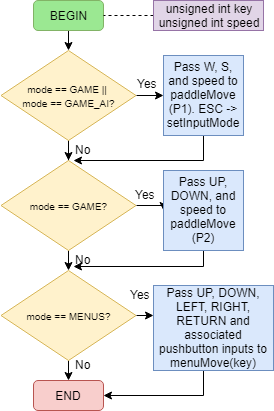 BEGIN
unsigned int key
unsigned int speed
mode == GAME ||
mode == GAME_AI?
Yes
Pass W, S,
and speed to
paddleMove
(P1). ESC ->
setInputMode
No
mode == GAME?
Yes
Pass UP,
DOWN, and
speed to
paddleMove
(P2)
No
mode == MENUS?
Yes
Pass UP, DOWN,
LEFT, RIGHT,
RETURN and
associated
pushbutton inputs to
menuMove(key)
No
END